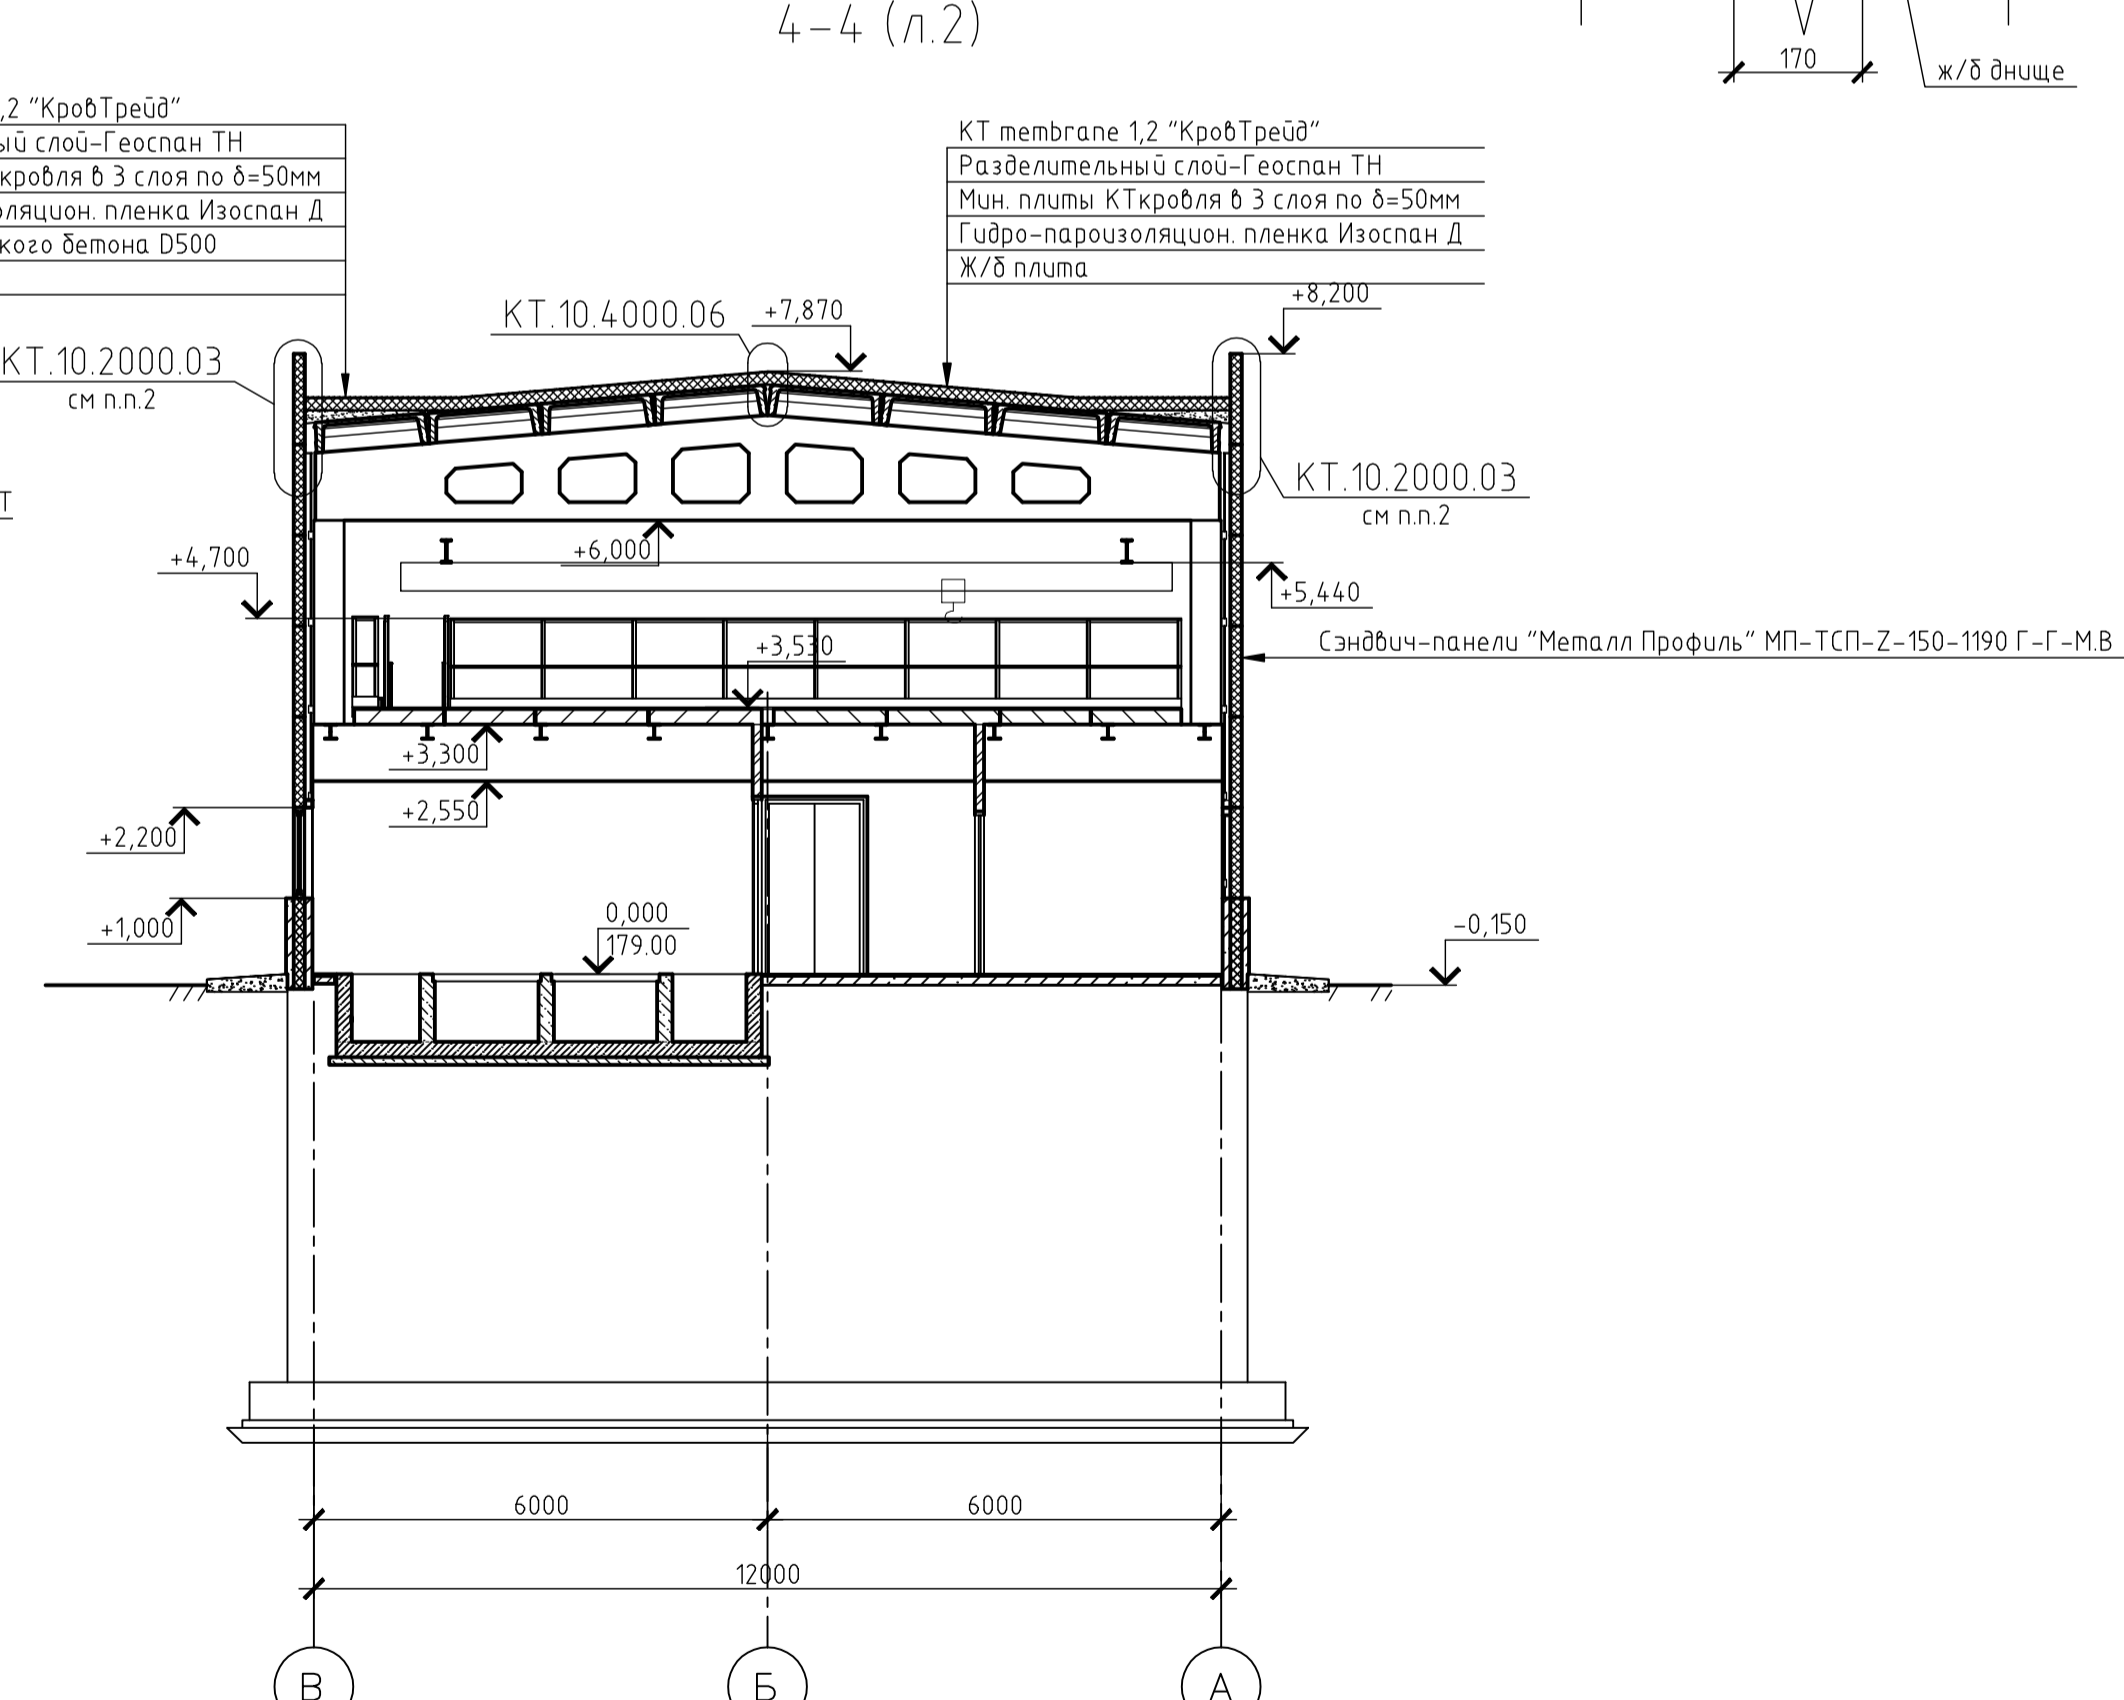 4-4 (л.2)
170
ж/б днище
,2 "КровТрейд"
ый слой-Геоспан ТН
кровля в 3 слоя по δ=50мм
оляцион. пленка Изоспан Д
кого бетона D500
KT membrane 1,2 "КровТрейд"
Разделительный слой-Геоспан ТН
Мин. плиты КТкровля в 3 слоя по δ=50мм
Гидро-пароизоляцион. пленка Изоспан Д
Ж/б плита
+8,200
КТ.10.4000.06
+7,870
КТ.10.2000.03
см п.п.2
КТ.10.2000.03
см п.п.2
т
+4,700
+6,000
+5,440
Сэндвич-панели "Металл Профиль" МП-ТСП-Z-150-1190 Г-Г-М.В
+3,530
+3,300
+2,550
+2,200
+1,000
0,000
179.00
-0,150
6000
6000
12000
В
Б
А